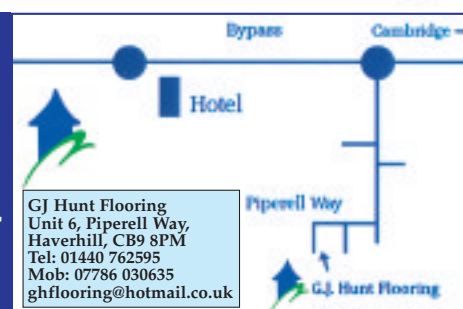 Bypass
Cambridge
Hotel
GJ Hunt Flooring
Unit 6, Piperell Way,
Haverhill, CB9 8PM
Tel: 01440 762595
Mob: 07786 030635
ghflooring@hotmail.co.uk
Piperell Way
G.J. Hunt Flooring